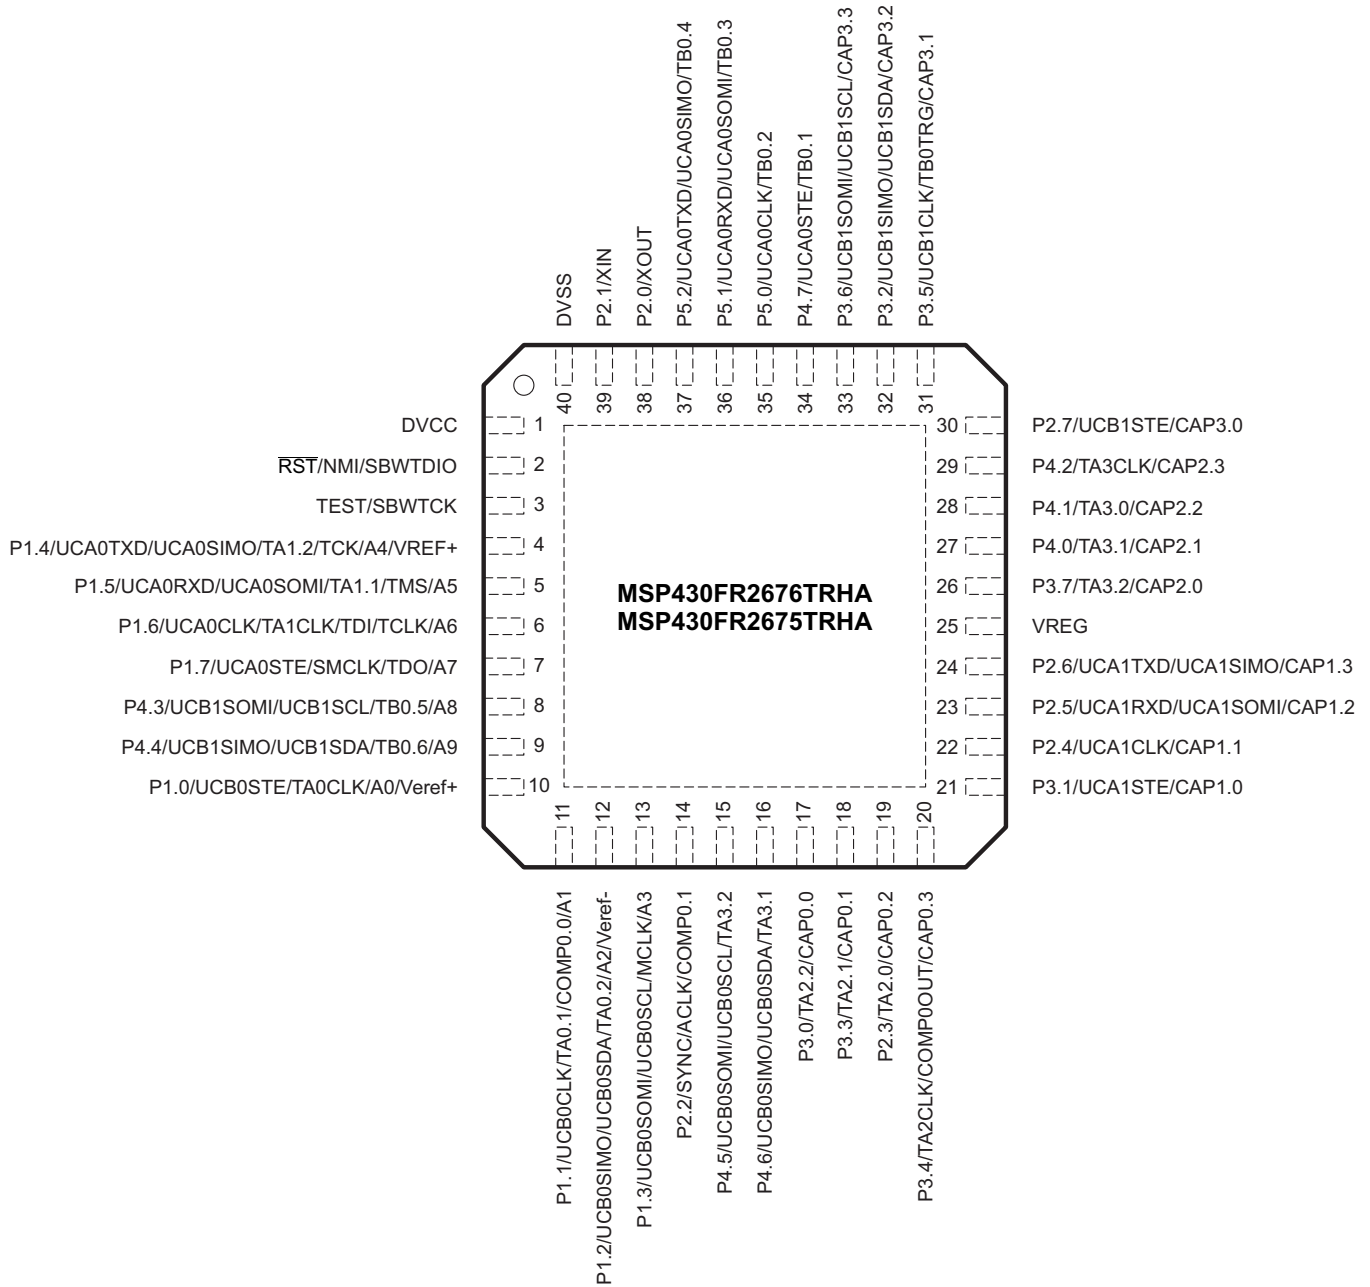 DVSS
P2.1/XIN
P2.0/XOUT
P5.2/UCA0TXD/UCA0SIMO/TB0.4
P5.1/UCA0RXD/UCA0SOMI/TB0.3
P5.0/UCA0CLK/TB0.2
P4.7/UCA0STE/TB0.1
P3.6/UCB1SOMI/UCB1SCL/CAP3.3
P3.2/UCB1SIMO/UCB1SDA/CAP3.2
P3.5/UCB1CLK/TB0TRG/CAP3.1
40
39
38
37
36
35
34
33
32
31
DVCC 1
RST/NMI/SBWTDIO 2
TEST/SBWTCK 3
P1.4/UCA0TXD/UCA0SIMO/TA1.2/TCK/A4/VREF+ 4
P1.5/UCA0RXD/UCA0SOMI/TA1.1/TMS/A5 5
P1.6/UCA0CLK/TA1CLK/TDI/TCLK/A6 6
P1.7/UCA0STE/SMCLK/TDO/A7 7
P4.3/UCB1SOMI/UCB1SCL/TB0.5/A8 8
P4.4/UCB1SIMO/UCB1SDA/TB0.6/A9 9
P1.0/UCB0STE/TA0CLK/A0/Veref+ 10
MSP430FR2676TRHA
MSP430FR2675TRHA
30 P2.7/UCB1STE/CAP3.0
29 P4.2/TA3CLK/CAP2.3
28 P4.1/TA3.0/CAP2.2
27 P4.0/TA3.1/CAP2.1
26 P3.7/TA3.2/CAP2.0
25 VREG
24 P2.6/UCA1TXD/UCA1SIMO/CAP1.3
23 P2.5/UCA1RXD/UCA1SOMI/CAP1.2
22 P2.4/UCA1CLK/CAP1.1
21 P3.1/UCA1STE/CAP1.0
11
12
13
14
15
16
17
18
19
20
P1.1/UCB0CLK/TA0.1/COMP0.0/A1
P1.2/UCB0SIMO/UCB0SDA/TA0.2/A2/Veref-
P1.3/UCB0SOMI/UCB0SCL/MCLK/A3
P2.2/SYNC/ACLK/COMP0.1
P4.5/UCB0SOMI/UCB0SCL/TA3.2
P4.6/UCB0SIMO/UCB0SDA/TA3.1
P3.0/TA2.2/CAP0.0
P3.3/TA2.1/CAP0.1
P2.3/TA2.0/CAP0.2
P3.4/TA2CLK/COMP0OUT/CAP0.3